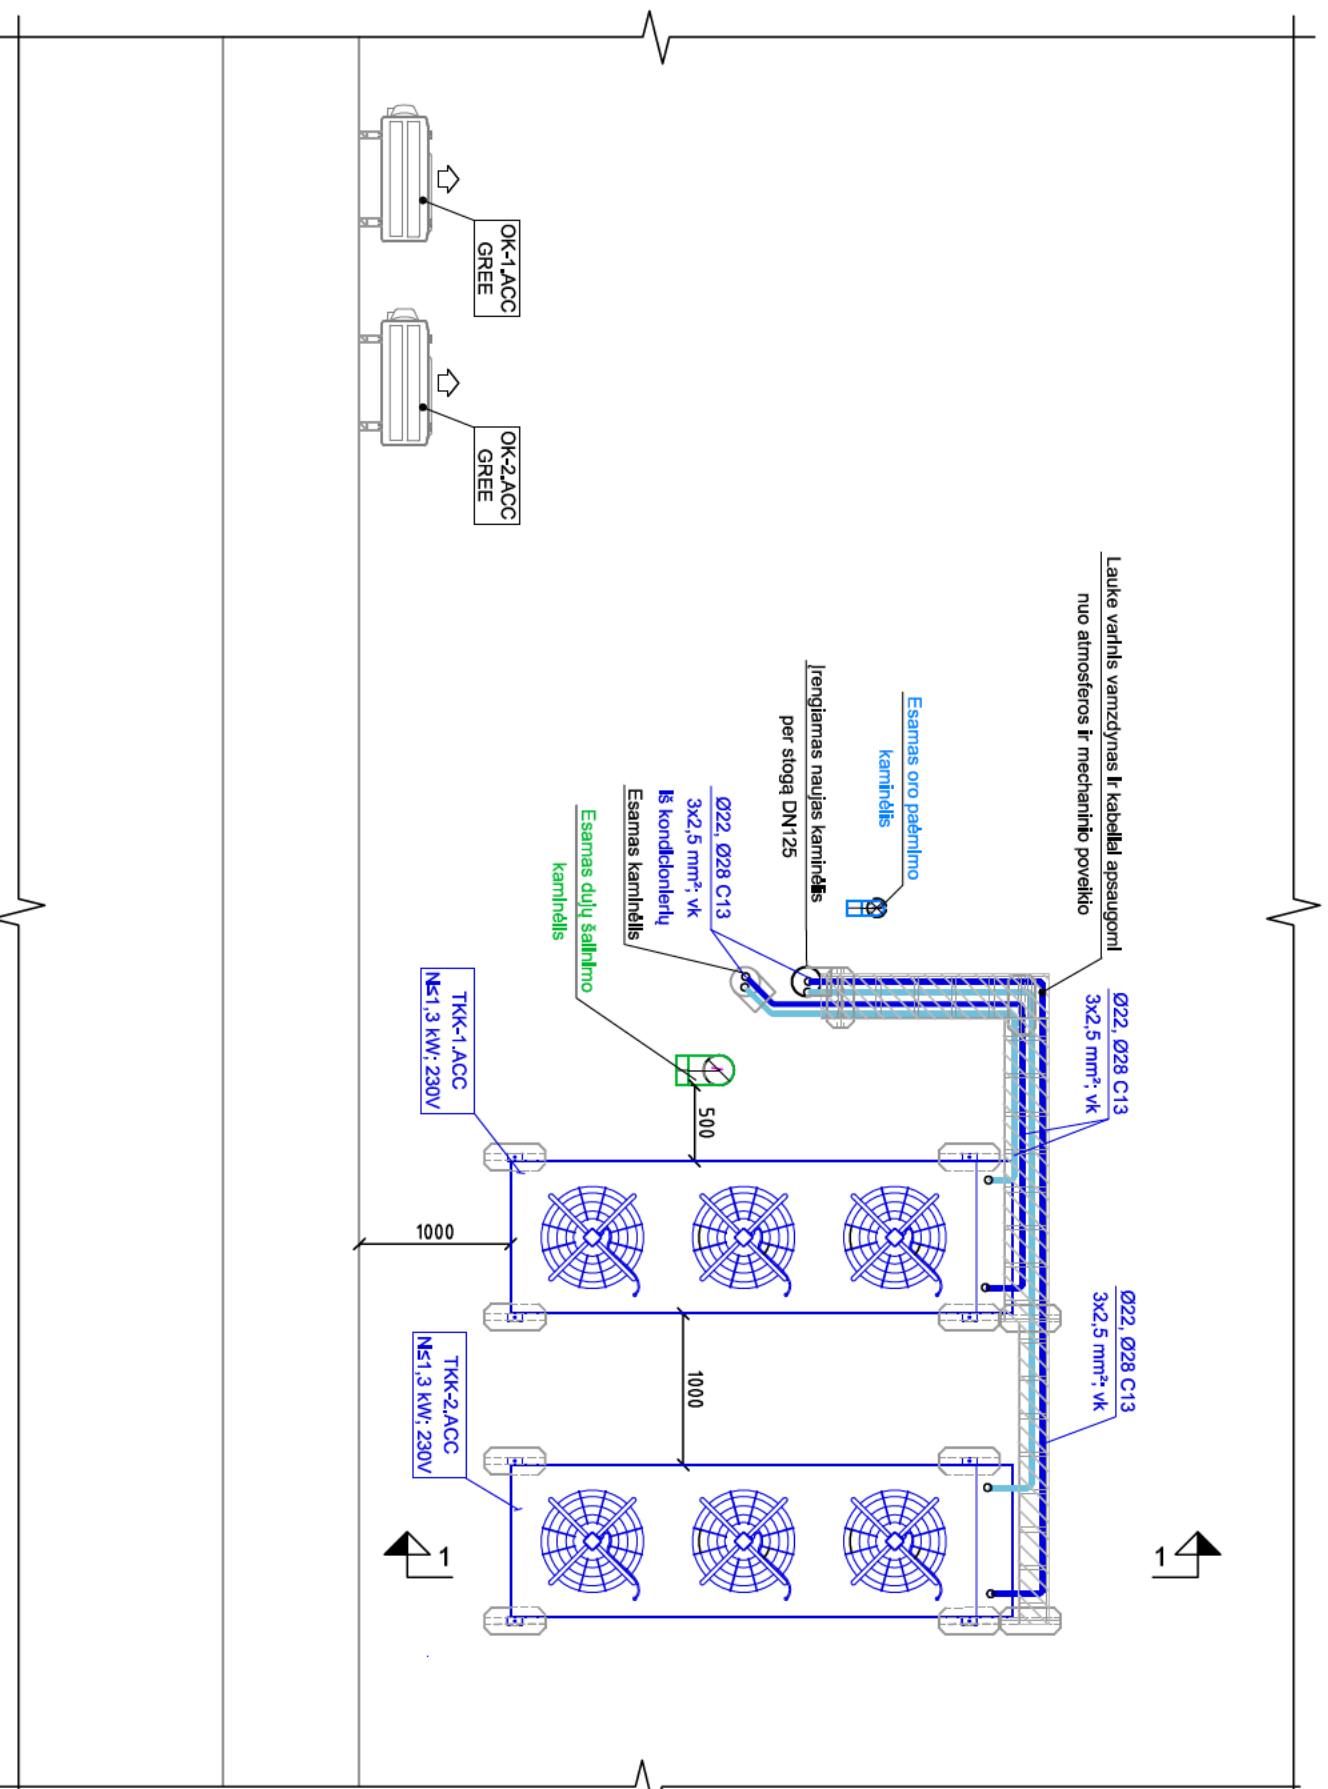 OK-1.ACC
GREE
OK-2.ACC
GREE
Lauke varinis vamzdynas ir kabeliai apsaugomi
nuo atmosferos ir mechaninio poveikio
Esamas oro paėmimo
kaminėlis
Įrengiamas naujas kaminėlis
per stogą DN125
Ø22, Ø28 C13
3x2,5 mm²; vk
Iš kondicionierių
Esamas kaminėlis
Esamas dujų šalinimo
kaminėlis
Ø22, Ø28 C13
3x2,5 mm²; vk
TKK-1.ACC
N≤1,3 kW; 230V
500
1000
Ø22, Ø28 C13
3x2,5 mm²; vk
1000
TKK-2.ACC
N≤1,3 kW; 230V
1
1